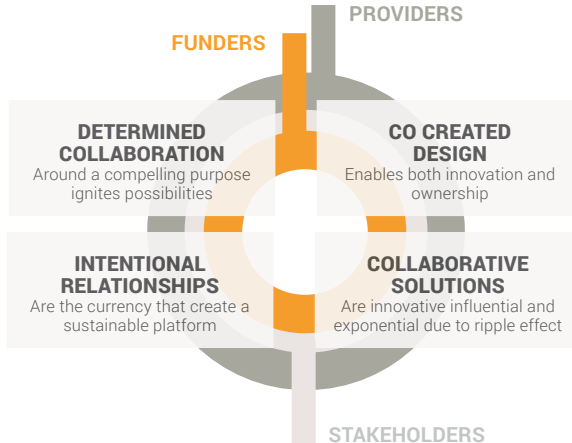 PROVIDERS
FUNDERS
DETERMINED
COLLABORATION
Around a compelling purpose
ignites possibilities
CO CREATED
DESIGN
Enables both innovation and
ownership
INTENTIONAL
RELATIONSHIPS
Are the currency that create a
sustainable platform
COLLABORATIVE
SOLUTIONS
Are innovative influential and
exponential due to ripple effect
STAKEHOLDERS